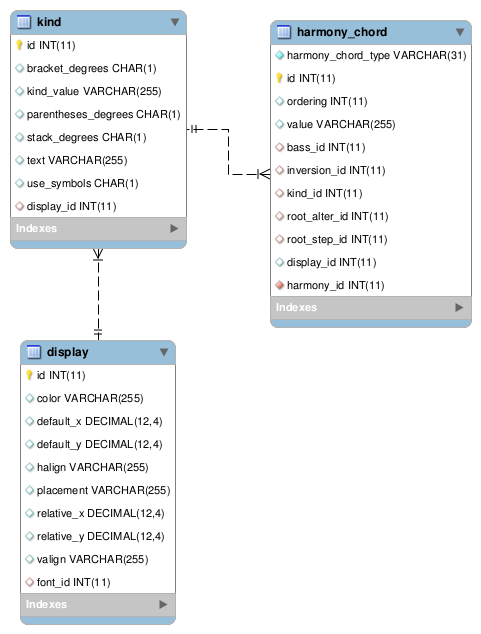 kind
id INT(11)
bracket_degrees CHAR(1)
kind_value VARCHAR(255)
parentheses_degrees CHAR(1)
stack_degrees CHAR(1)
text VARCHAR(255)
use_symbols CHAR(1)
display_id INT(11)
Indexes
harmony_chord
harmony_chord_type VARCHAR(31)
id INT(11)
ordering INT(11)
value VARCHAR(255)
bass_id INT(11)
inversion_id INT(11)
kind_id INT(11)
root_alter_id INT(11)
root_step_id INT(11)
display_id INT(11)
harmony_id INT(11)
Indexes
display
id INT(11)
color VARCHAR(255)
default_x DECIMAL(12,4)
default_y DECIMAL(12,4)
halign VARCHAR(255)
placement VARCHAR(255)
relative_x DECIMAL(12,4)
relative_y DECIMAL(12,4)
valign VARCHAR(255)
font_id INT(11)
Indexes